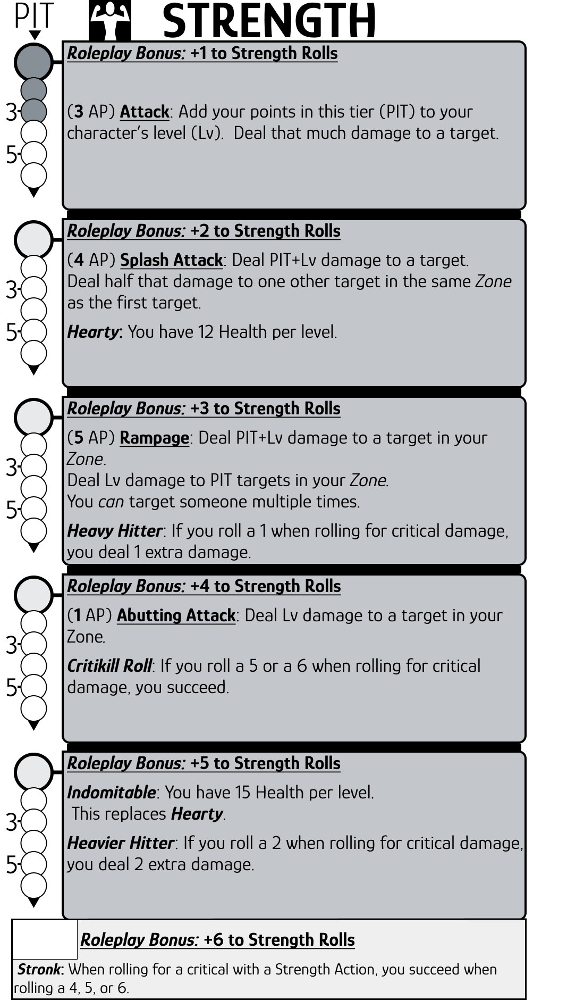 PIT STRENGTH
Roleplay Bonus: +1 to Strength Rolls
(3 AP) Attack: Add your points in this tier (PIT) to your
character's level (Lv).  Deal that much damage to a target.
3
5
Roleplay Bonus: +2 to Strength Rolls
(4 AP) Splash Attack: Deal PIT+Lv damage to a target.
Deal half that damage to one other target in the same Zone
as the first target.
Hearty: You have 12 Health per level.
3
5
Roleplay Bonus: +3 to Strength Rolls
(5 AP) Rampage: Deal PIT+Lv damage to a target in your
Zone.
Deal Lv damage to PIT targets in your Zone.
You can target someone multiple times.
Heavy Hitter: If you roll a 1 when rolling for critical damage,
you deal 1 extra damage.
3
5
Roleplay Bonus: +4 to Strength Rolls
(1 AP) Abutting Attack: Deal Lv damage to a target in your
Zone.
Critikill Roll: If you roll a 5 or a 6 when rolling for critical
damage, you succeed.
3
5
Roleplay Bonus: +5 to Strength Rolls
Indomitable: You have 15 Health per level.
This replaces Hearty.
Heavier Hitter: If you roll a 2 when rolling for critical damage,
you deal 2 extra damage.
3
5
Roleplay Bonus: +6 to Strength Rolls
Stronk: When rolling for a critical with a Strength Action, you succeed when
rolling a 4, 5, or 6.